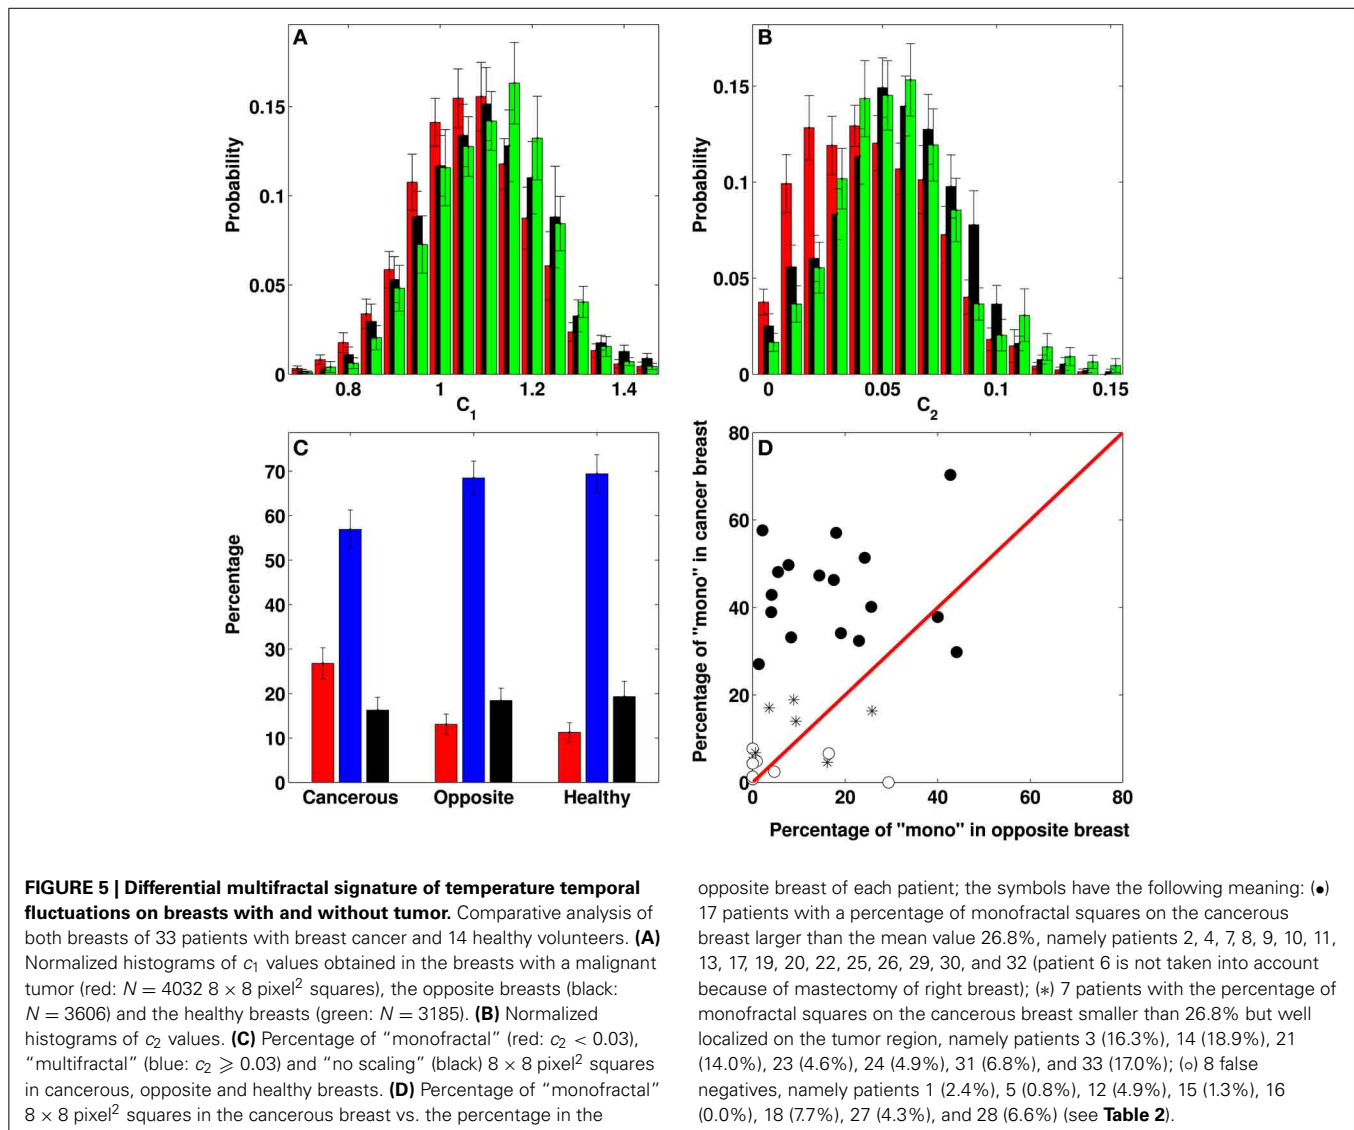 A
Probability
0.15
0.1
0.05
0
0.8
1
1.2
1.4
C1
B
Probability
0.15
0.1
0.05
0
0
0.05
0.1
0.15
C2
C
Percentage
70
60
50
40
30
20
10
0
Cancerous
Opposite
Healthy
D
Percentage of "mono" in cancer breast
80
60
40
20
0
0
20
40
60
80
Percentage of "mono" in opposite breast
FIGURE 5 | Differential multifractal signature of temperature temporal
fluctuations on breasts with and without tumor. Comparative analysis of
both breasts of 33 patients with breast cancer and 14 healthy volunteers. (A)
Normalized histograms of c1 values obtained in the breasts with a malignant
tumor (red: N = 4032 8 × 8 pixel² squares), the opposite breasts (black:
N = 3606) and the healthy breasts (green: N = 3185). (B) Normalized
histograms of c2 values. (C) Percentage of “monofractal” (red: c2 < 0.03),
“multifractal” (blue: c2 ⩾ 0.03) and “no scaling” (black) 8 × 8 pixel² squares
in cancerous, opposite and healthy breasts. (D) Percentage of “monofractal”
8 × 8 pixel² squares in the cancerous breast vs. the percentage in the
opposite breast of each patient; the symbols have the following meaning: (•)
17 patients with a percentage of monofractal squares on the cancerous
breast larger than the mean value 26.8%, namely patients 2, 4, 7, 8, 9, 10, 11,
13, 17, 19, 20, 22, 25, 26, 29, 30, and 32 (patient 6 is not taken into account
because of mastectomy of right breast); (∗) 7 patients with the percentage of
monofractal squares on the cancerous breast smaller than 26.8% but well
localized on the tumor region, namely patients 3 (16.3%), 14 (18.9%), 21
(14.0%), 23 (4.6%), 24 (4.9%), 31 (6.8%), and 33 (17.0%); (○) 8 false
negatives, namely patients 1 (2.4%), 5 (0.8%), 12 (4.9%), 15 (1.3%), 16
(0.0%), 18 (7.7%), 27 (4.3%), and 28 (6.6%) (see Table 2).